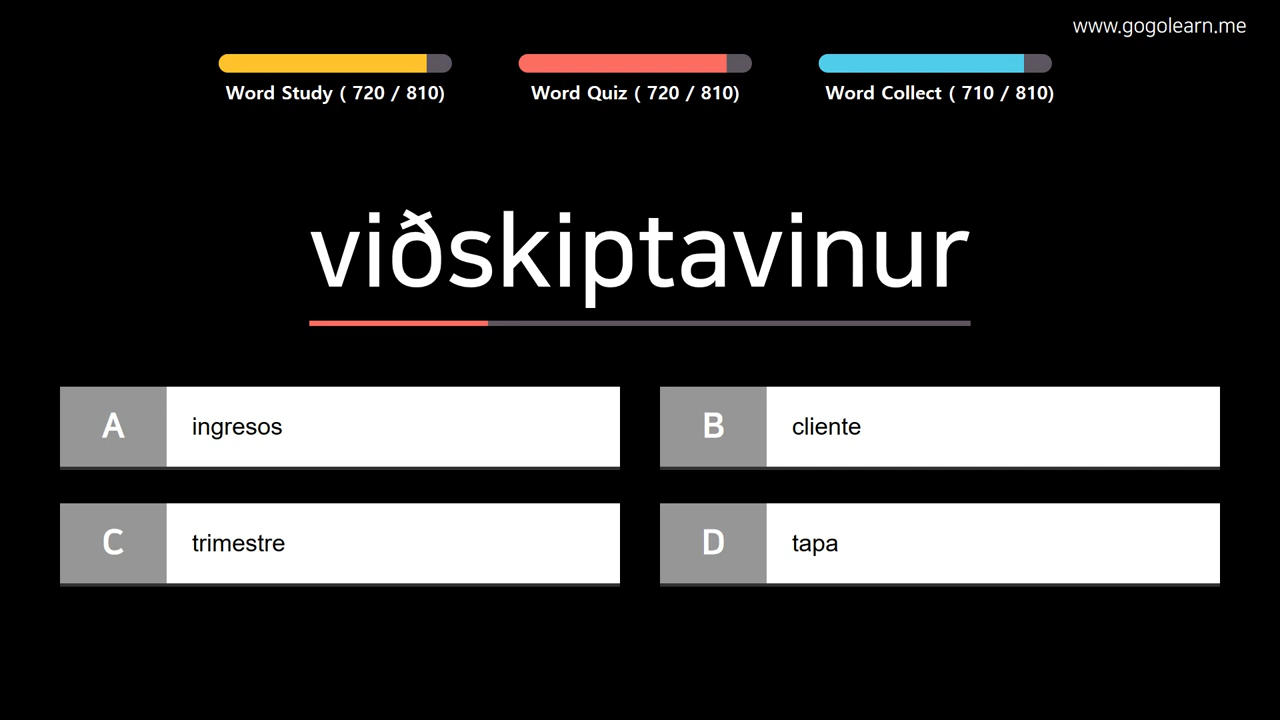 www.gogolearn.me
Word Study ( 720 / 810)
Word Quiz ( 720 / 810)
Word Collect ( 710 / 810)
viðskiptavinur
A ingresos
B cliente
C trimestre
D tapa